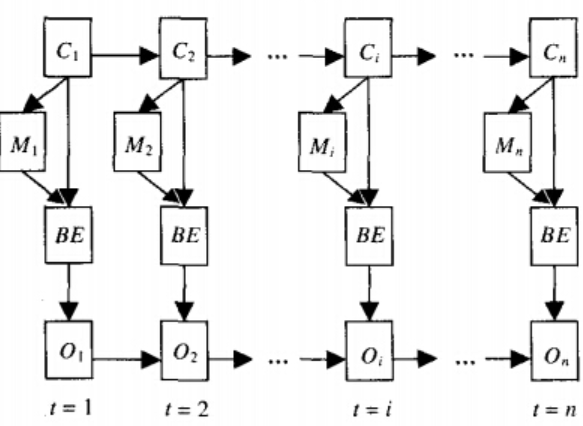 C₁ C₂ ... Cᵢ ... Cₙ
M₁ M₂ Mᵢ Mₙ
BE BE BE BE
O₁ O₂ ... Oᵢ ... Oₙ
t = 1 t = 2 t = i t = n